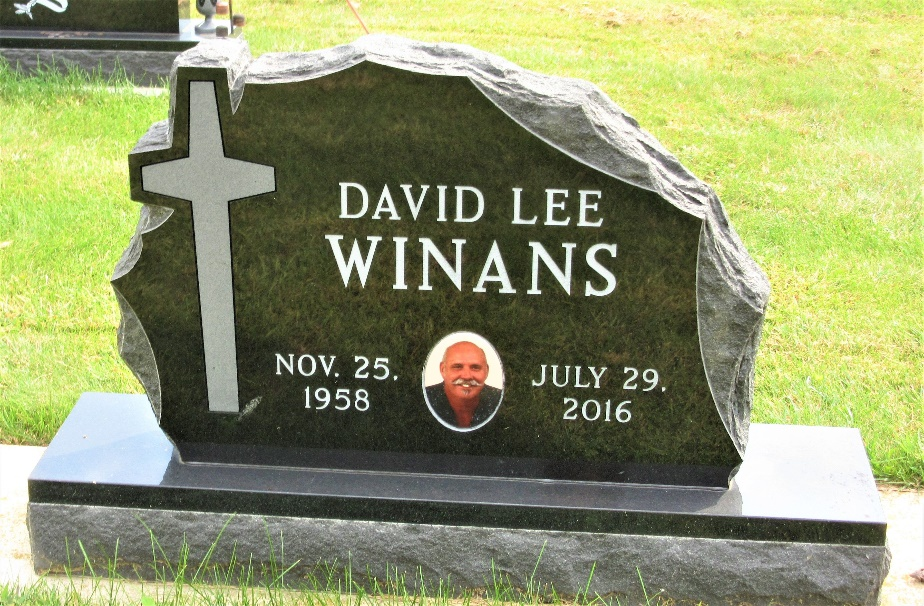 DAVID LEE
WINANS
NOV. 25,
1958
JULY 29,
2016